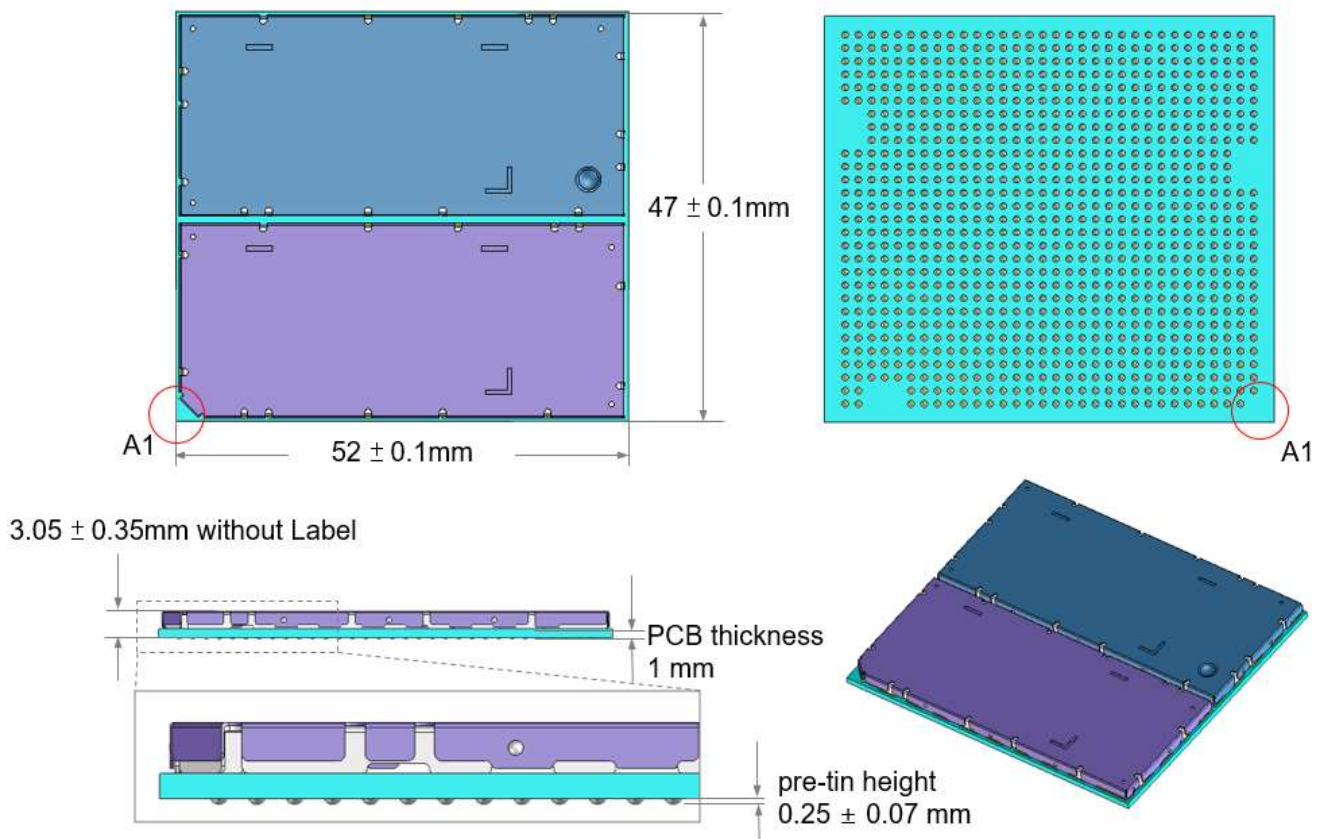 47 ± 0.1mm
A1
52 ± 0.1mm
A1
3.05 ± 0.35mm without Label
PCB thickness
1 mm
pre-tin height
0.25 ± 0.07 mm